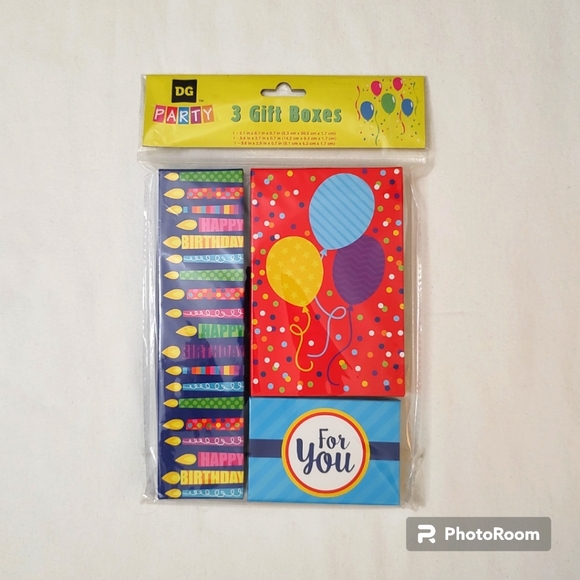 DG
PARTY
3 Gift Boxes
HAPPY
BIRTHDAY
HAPPY
BIRTHDAY
HAPPY
BIRTHDAY
For
You
PhotoRoom